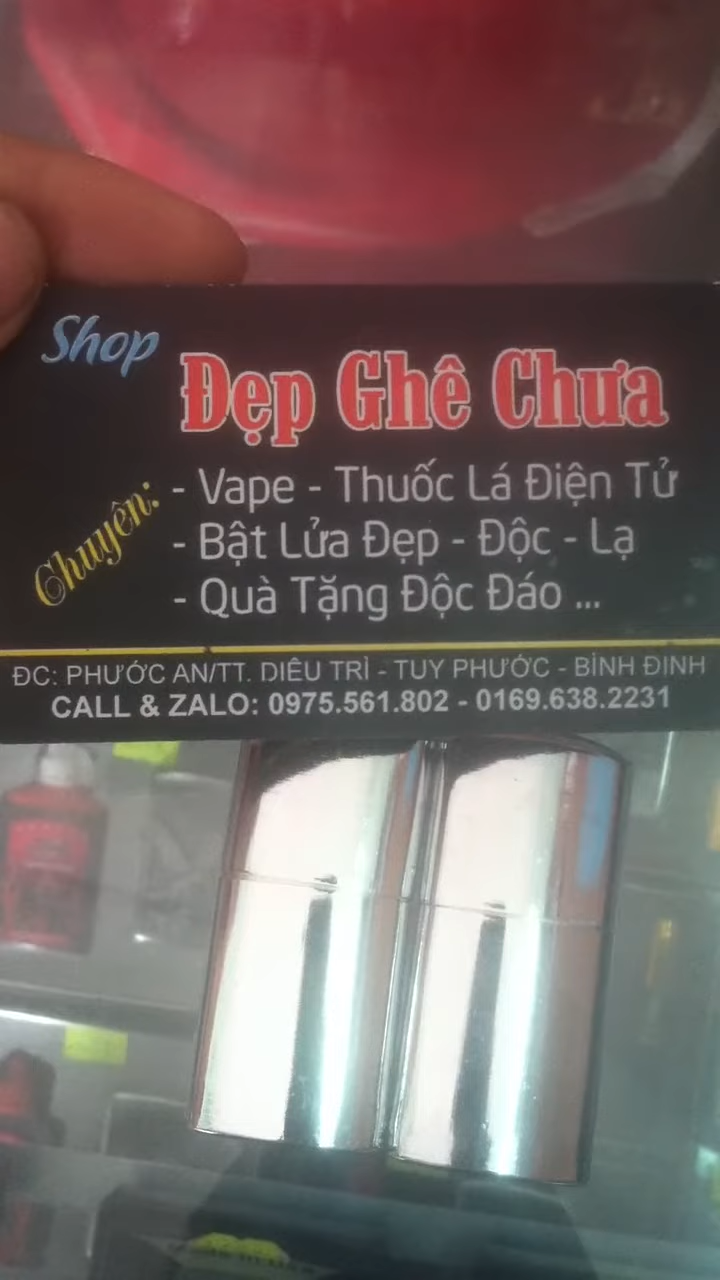 Shop
Đẹp Ghê Chưa
Chuyên:
- Vape - Thuốc Lá Điện Tử
- Bật Lửa Đẹp - Độc - Lạ
- Quà Tặng Độc Đáo ...
ĐC: PHƯỚC AN/TT. DIÊU TRÌ - TUY PHƯỚC - BÌNH ĐỊNH
CALL & ZALO: 0975.561.802 - 0169.638.2231